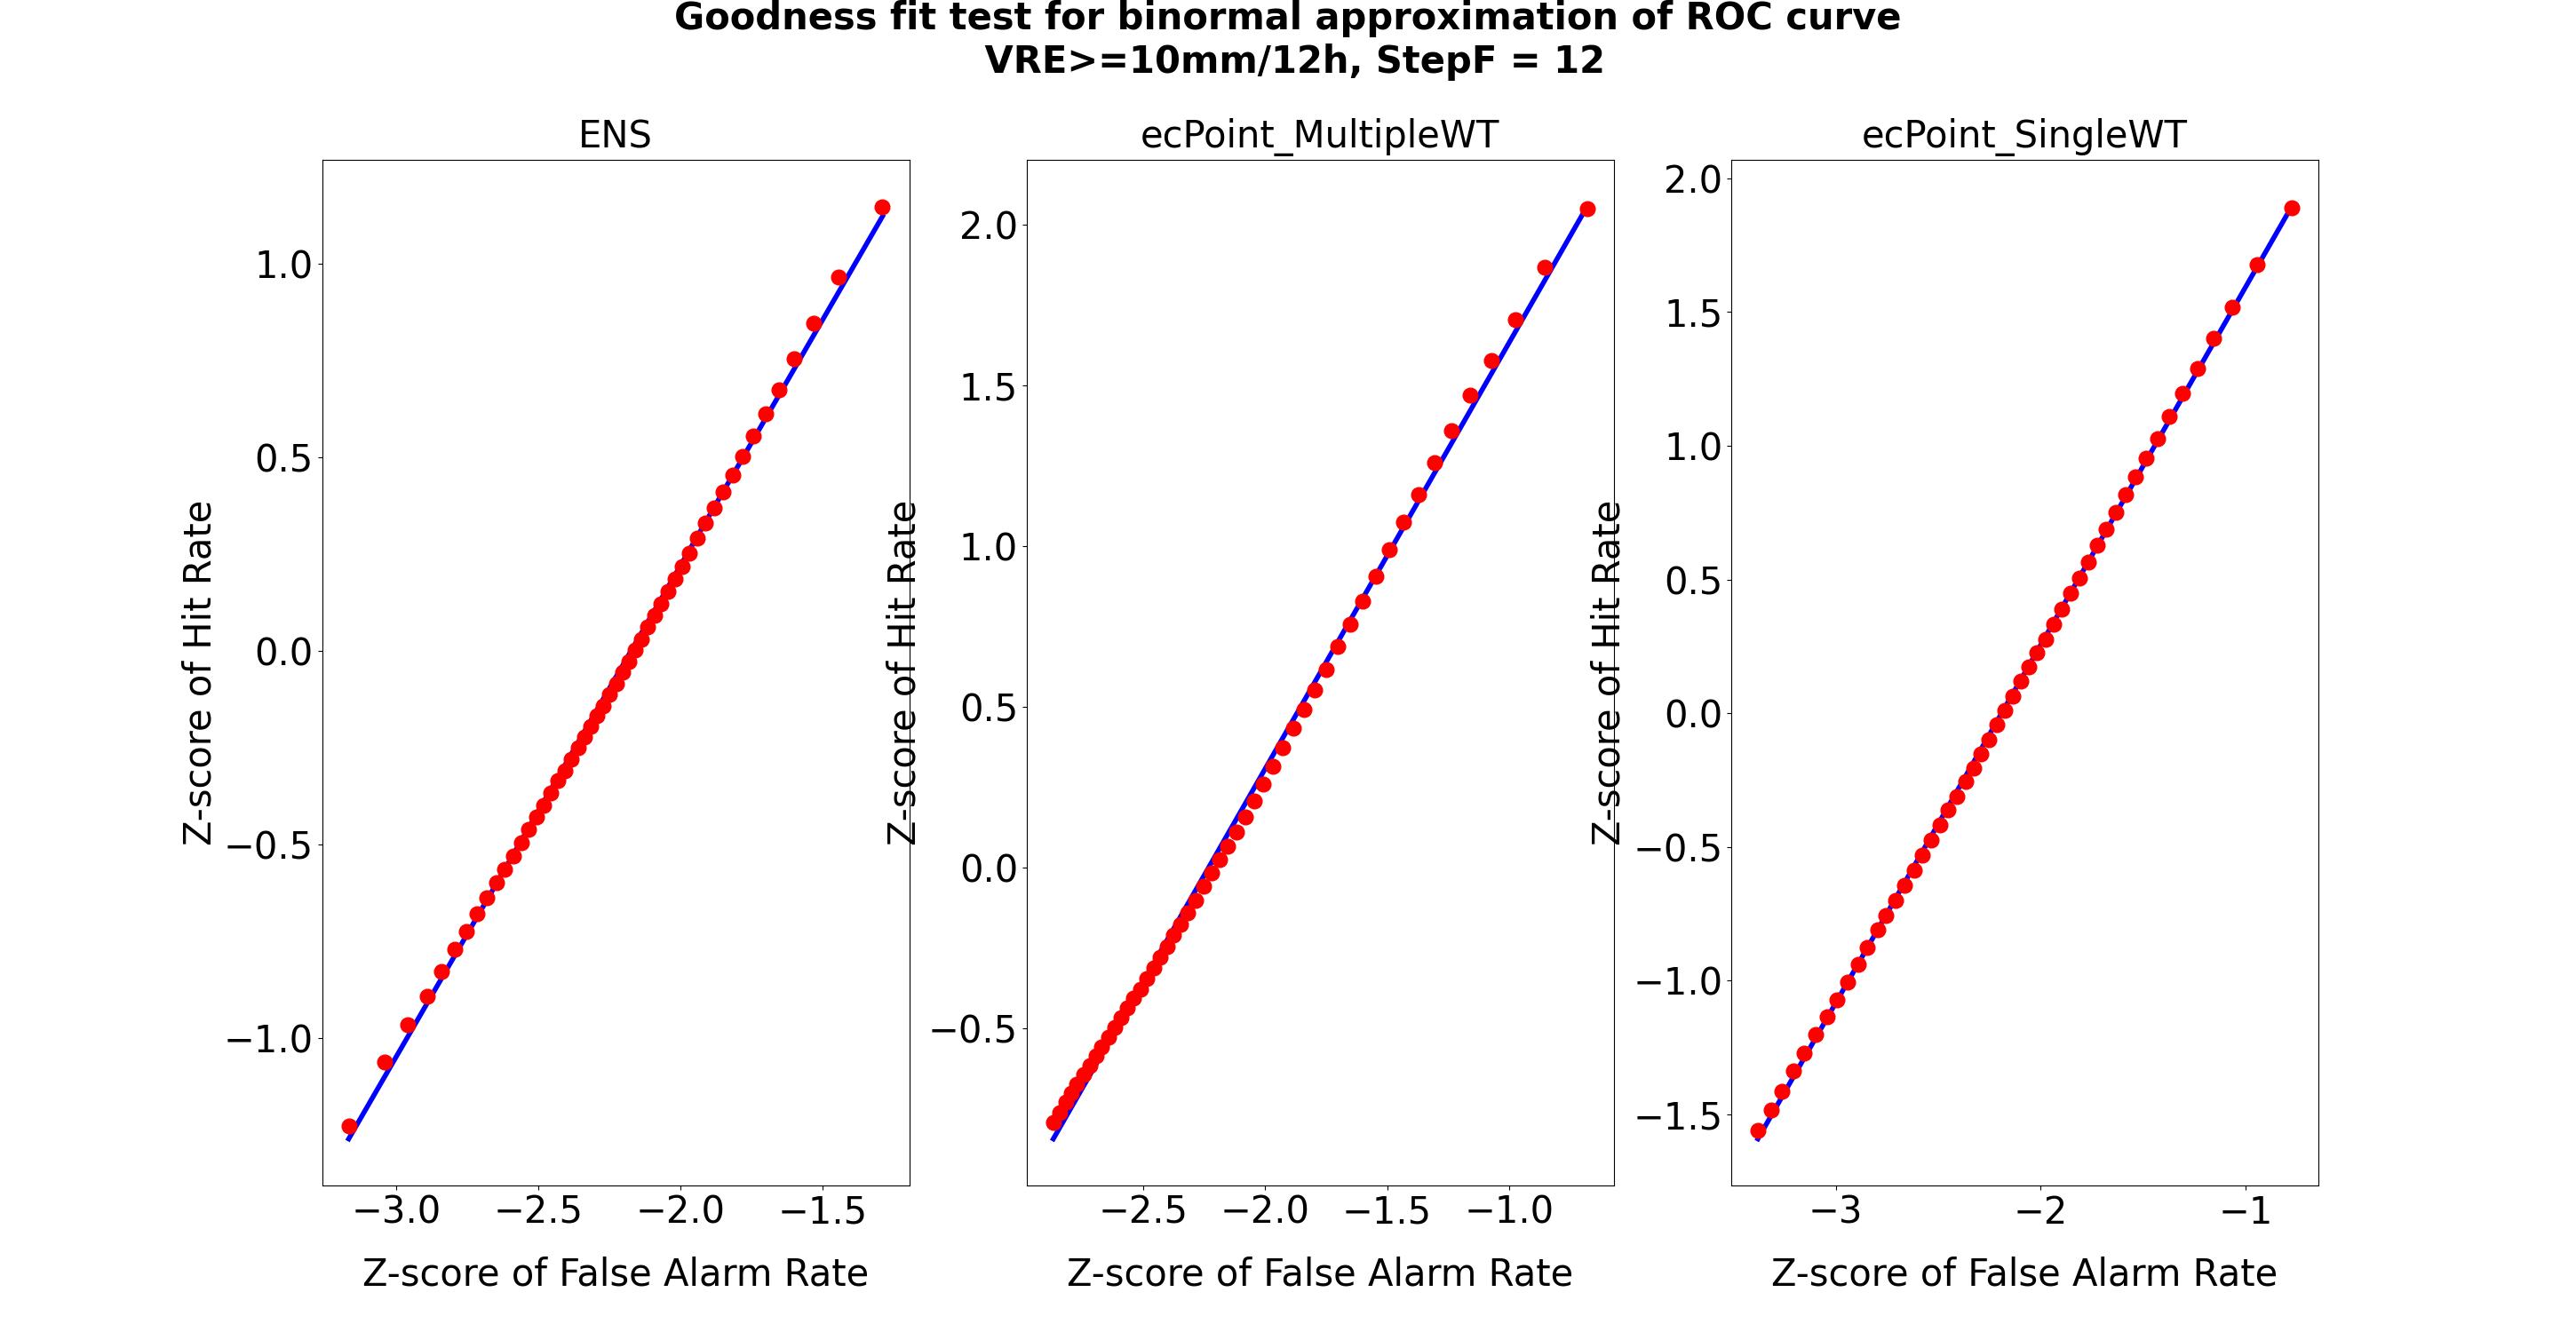 Goodness fit test for binormal approximation of ROC curve
VRE>=10mm/12h, StepF = 12
ENS
1.0
0.5
0.0
−0.5
−1.0
Z-score of Hit Rate
−3.0 −2.5 −2.0 −1.5
Z-score of False Alarm Rate
ecPoint_MultipleWT
2.0
1.5
1.0
0.5
0.0
−0.5
Z-score of Hit Rate
−2.5 −2.0 −1.5 −1.0
Z-score of False Alarm Rate
ecPoint_SingleWT
2.0
1.5
1.0
0.5
0.0
−0.5
−1.0
−1.5
Z-score of Hit Rate
−3 −2 −1
Z-score of False Alarm Rate